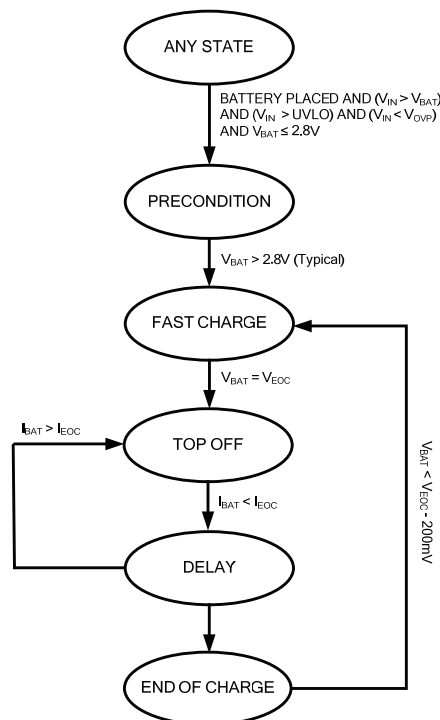 ANY STATE
BATTERY PLACED AND (VIN > VBAT)
AND (VIN > UVLO) AND (VIN < VOVP)
AND VBAT ≤ 2.8V
PRECONDITION
VBAT > 2.8V (Typical)
FAST CHARGE
VBAT = VEOC
IBAT > IEOC
TOP OFF
IBAT < IEOC
VBAT < VEOC - 200mV
DELAY
END OF CHARGE